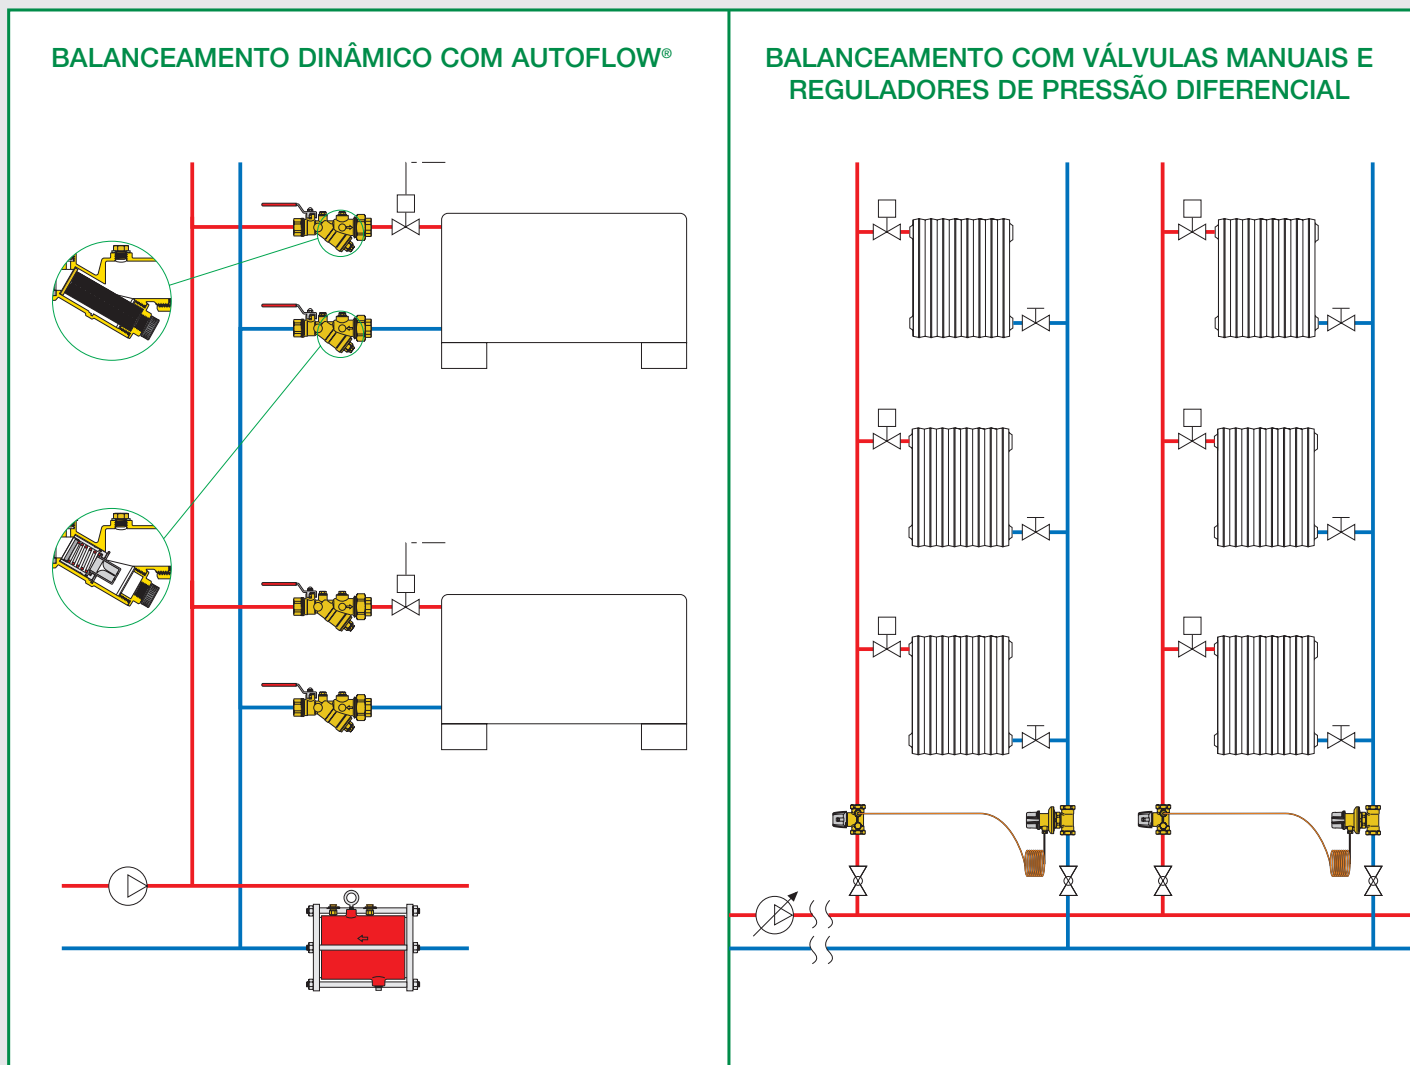 BALANCEAMENTO DINÂMICO COM AUTOFLOW®
BALANCEAMENTO COM VÁLVULAS MANUAIS E
REGULADORES DE PRESSÃO DIFERENCIAL